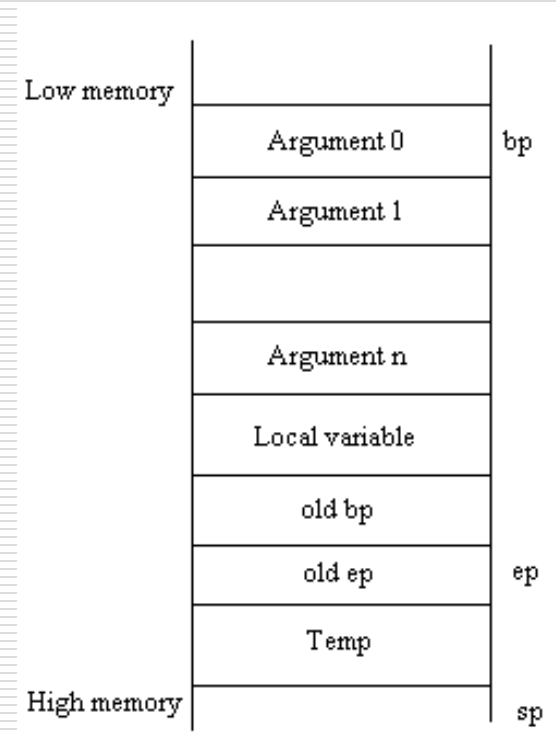 Low memory
Argument 0 bp
Argument 1
Argument n
Local variable
old bp
old ep ep
Temp
High memory sp